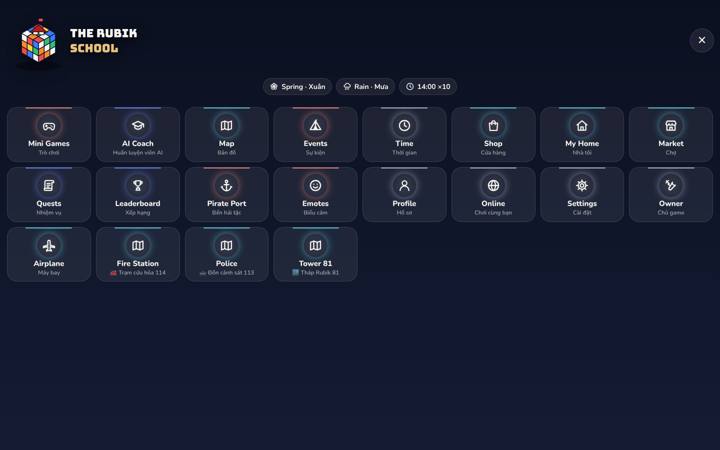 THE RUBIK
SCHOOL
Spring · Xuân
Rain · Mưa
14:00 ×10
Mini Games
Trò chơi
AI Coach
Huấn luyện viên AI
Map
Bản đồ
Events
Sự kiện
Time
Thời gian
Shop
Cửa hàng
My Home
Nhà tôi
Market
Chợ
Quests
Nhiệm vụ
Leaderboard
Xếp hạng
Pirate Port
Bến hải tặc
Emotes
Biểu cảm
Profile
Hồ sơ
Online
Chơi cùng bạn
Settings
Cài đặt
Owner
Chủ game
Airplane
Máy bay
Fire Station
Trạm cứu hỏa 114
Police
Đồn cảnh sát 113
Tower 81
Tháp Rubik 81